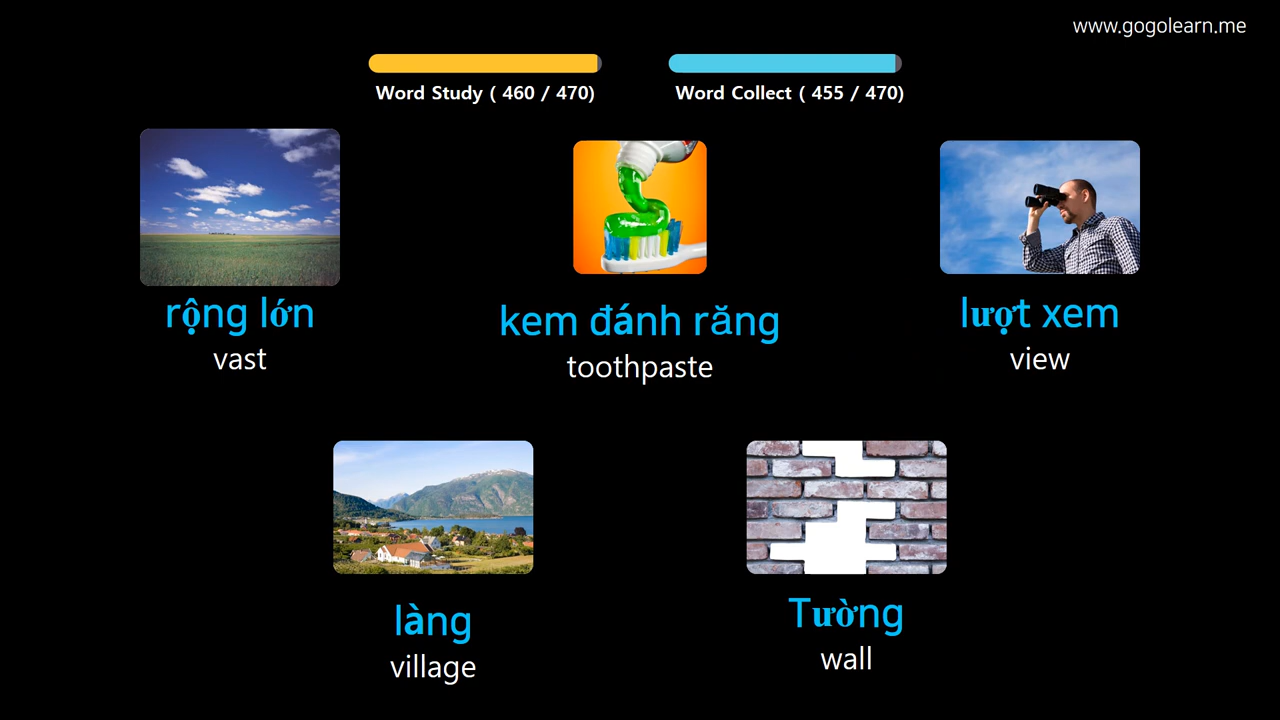 www.gogolearn.me
Word Study ( 460 / 470)
Word Collect ( 455 / 470)
rộng lớn
vast
kem đánh răng
toothpaste
lượt xem
view
làng
village
Tường
wall